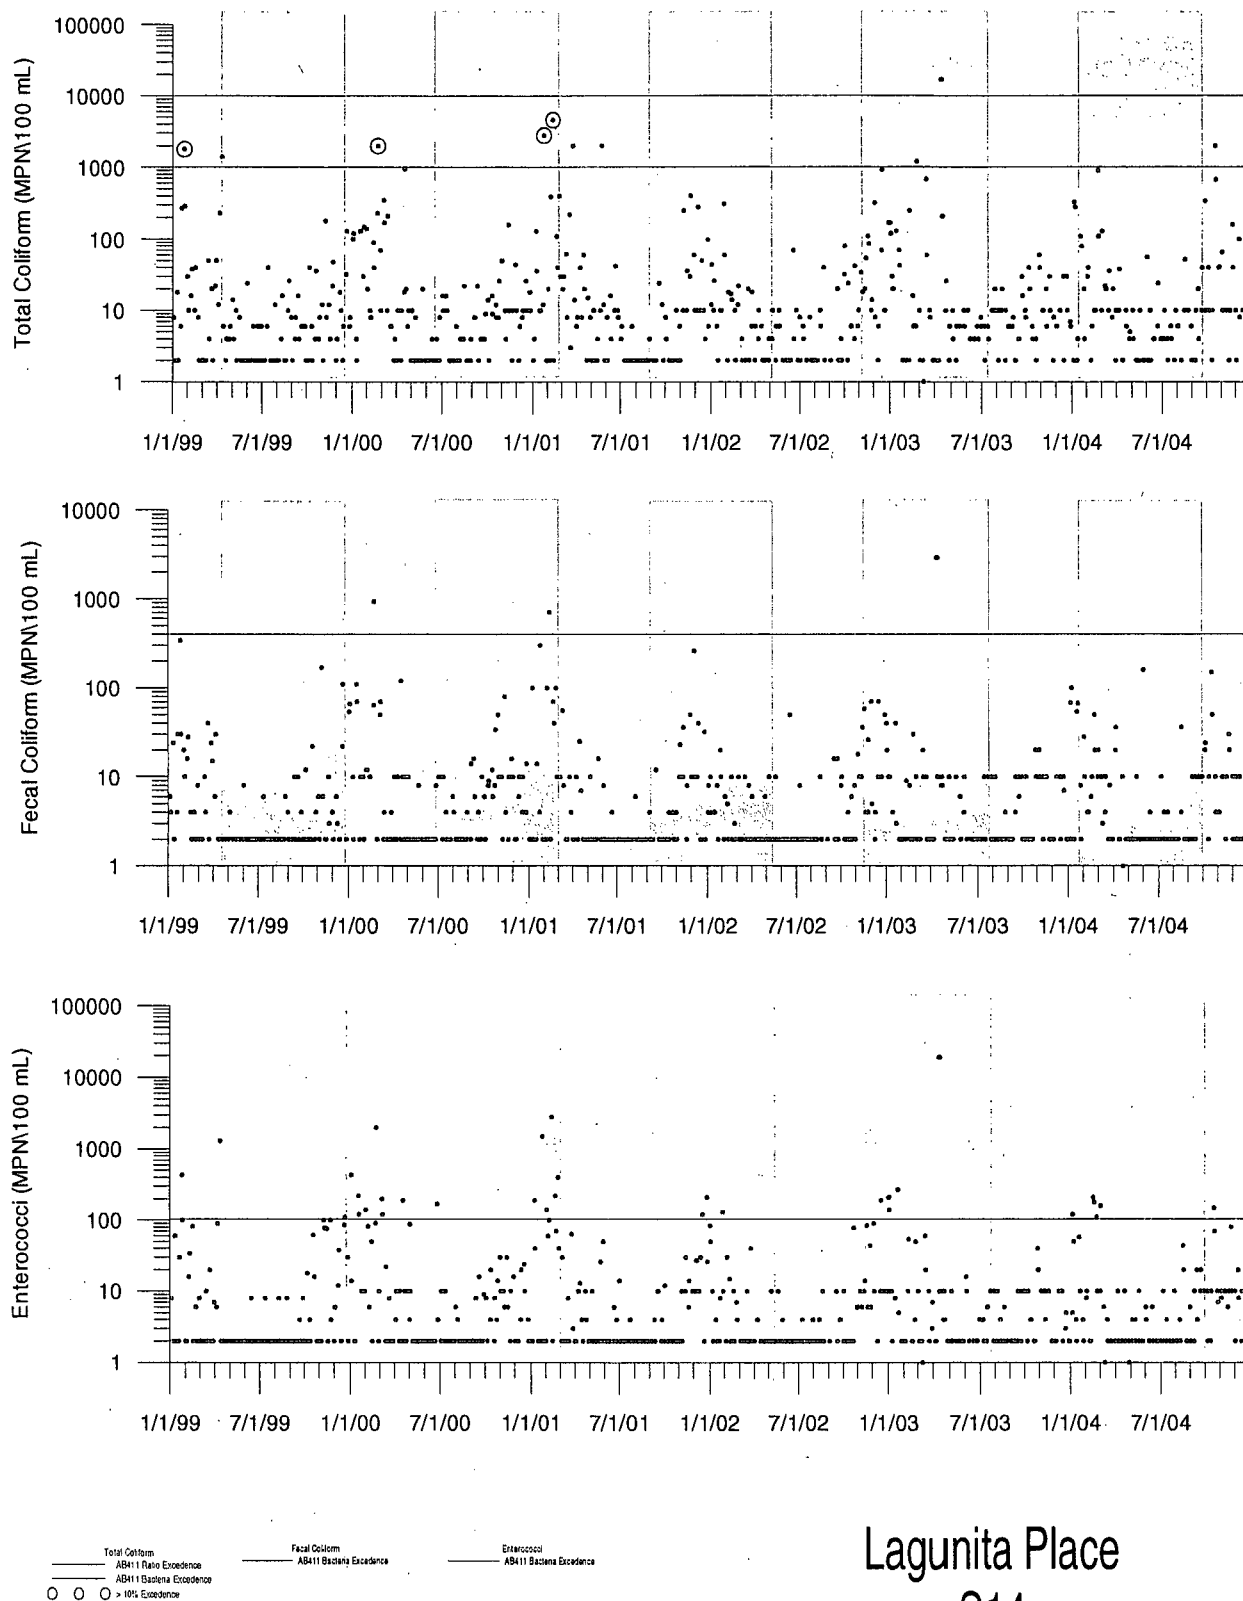 Total Coliform (MPN\100 mL)
100000
10000
1000
100
10
1
1/1/99 7/1/99 1/1/00 7/1/00 1/1/01 7/1/01 1/1/02 7/1/02 1/1/03 7/1/03 1/1/04 7/1/04
Fecal Coliform (MPN\100 mL)
10000
1000
100
10
1
1/1/99 7/1/99 1/1/00 7/1/00 1/1/01 7/1/01 1/1/02 7/1/02 1/1/03 7/1/03 1/1/04 7/1/04
Enterococci (MPN\100 mL)
100000
10000
1000
100
10
1
1/1/99 7/1/99 1/1/00 7/1/00 1/1/01 7/1/01 1/1/02 7/1/02 1/1/03 7/1/03 1/1/04 7/1/04
Total Coliform
AB411 Ratio Excedence
AB411 Bacteria Excedence
> 10% Excedence
Fecal Coliform
AB411 Bacteria Excedence
Enterococci
AB411 Bacteria Excedence
Lagunita Place